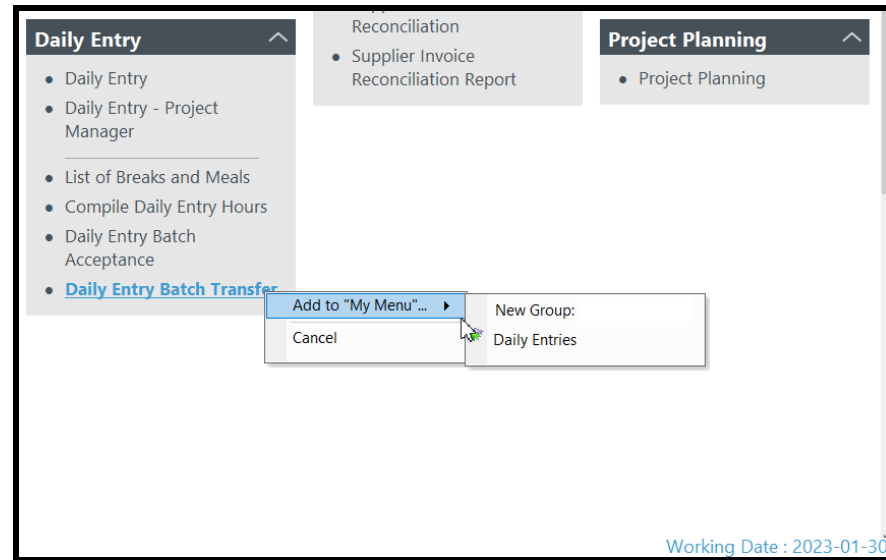 Daily Entry
Daily Entry
Daily Entry - Project
Manager
List of Breaks and Meals
Compile Daily Entry Hours
Daily Entry Batch
Acceptance
Daily Entry Batch Transfer
Reconciliation
Supplier Invoice
Reconciliation Report
Project Planning
Project Planning
Add to "My Menu"...
Cancel
New Group:
Daily Entries
Working Date : 2023-01-30